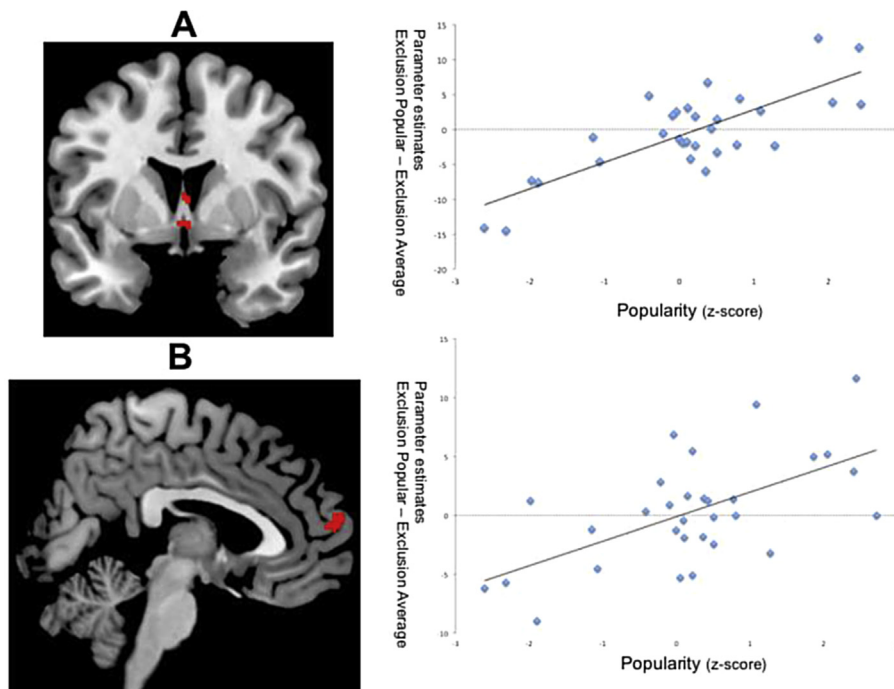 A
Parameter estimates
Exclusion Popular – Exclusion Average
15
10
5
0
-5
-10
-15
-20
-3 -2 -1 0 1 2
Popularity (z-score)
B
Parameter estimates
Exclusion Popular – Exclusion Average
15
10
5
0
-5
10
-3 -2 -1 0 1 2
Popularity (z-score)